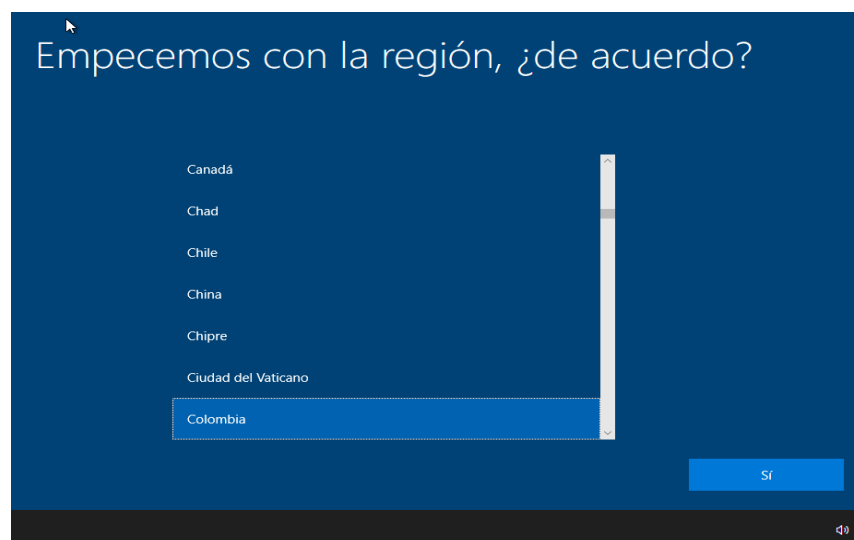 Empecemos con la región, ¿de acuerdo?
Canadá
Chad
Chile
China
Chipre
Ciudad del Vaticano
Colombia
Sí